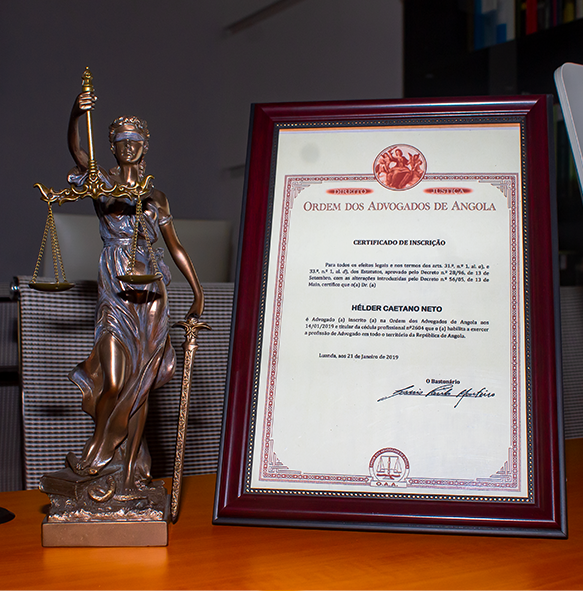 DIREITO JUSTIÇA
ORDEM DOS ADVOGADOS DE ANGOLA
CERTIFICADO DE INSCRIÇÃO
Para todos os efeitos legais e nos termos dos arts. 31.º, n.º 1, al. a), e
33.º, n.º 1, al. d), dos Estatutos, aprovado pelo Decreto n.º 28/96, de 13 de
Setembro, com as alterações introduzidas pelo Decreto n.º 56/05, de 13 de
Maio, certifico que o(a) Dr. (a)
HÉLDER CAETANO NETO
é Advogado (a) inscrito (a) na Ordem dos Advogados de Angola aos
14/01/2019 e titular da cédula profissional nº2604 que o (a) habilita a exercer
a profissão de Advogado em todo o território da República de Angola.
Luanda, aos 21 de Janeiro de 2019
O Bastonário
O.A.A.